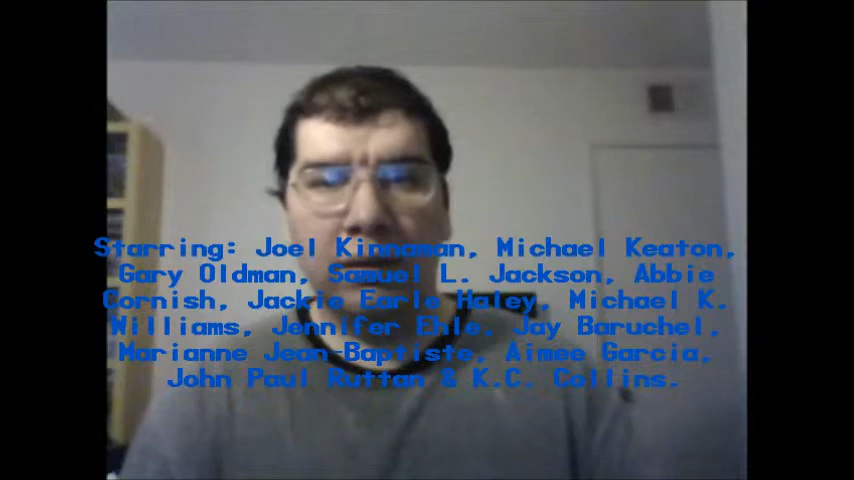 Starring: Joel Kinnaman, Michael Keaton,
Gary Oldman, Samuel L. Jackson, Abbie
Cornish, Jackie Earle Haley, Michael K.
Williams, Jennifer Ehle, Jay Baruchel,
Marianne Jean-Baptiste, Aimee Garcia,
John Paul Ruttan & K.C. Collins.